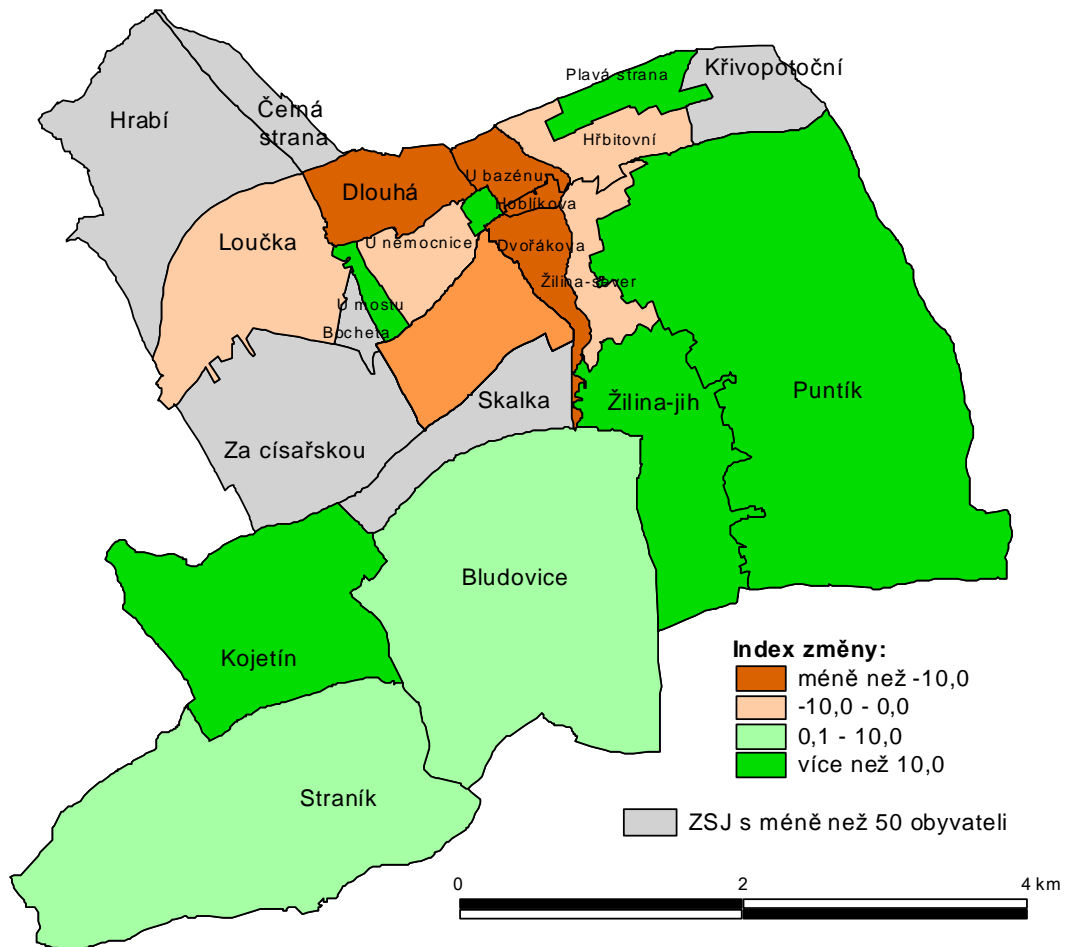 Plavá strana
Křivopotoční
Hrabí
Černá
strana
Hřbitovní
U bazénu
Dlouhá
Hoblíkova
Loučka
U nemocnice
Dvořákova
Žilina-sever
U mostu
Bocheta
Puntík
Skalka
Žilina-jih
Za císařskou
Bludovice
Kojetín
Straník
Index změny:
méně než -10,0
-10,0 - 0,0
0,1 - 10,0
více než 10,0
ZSJ s méně než 50 obyvateli
0 2 4 km